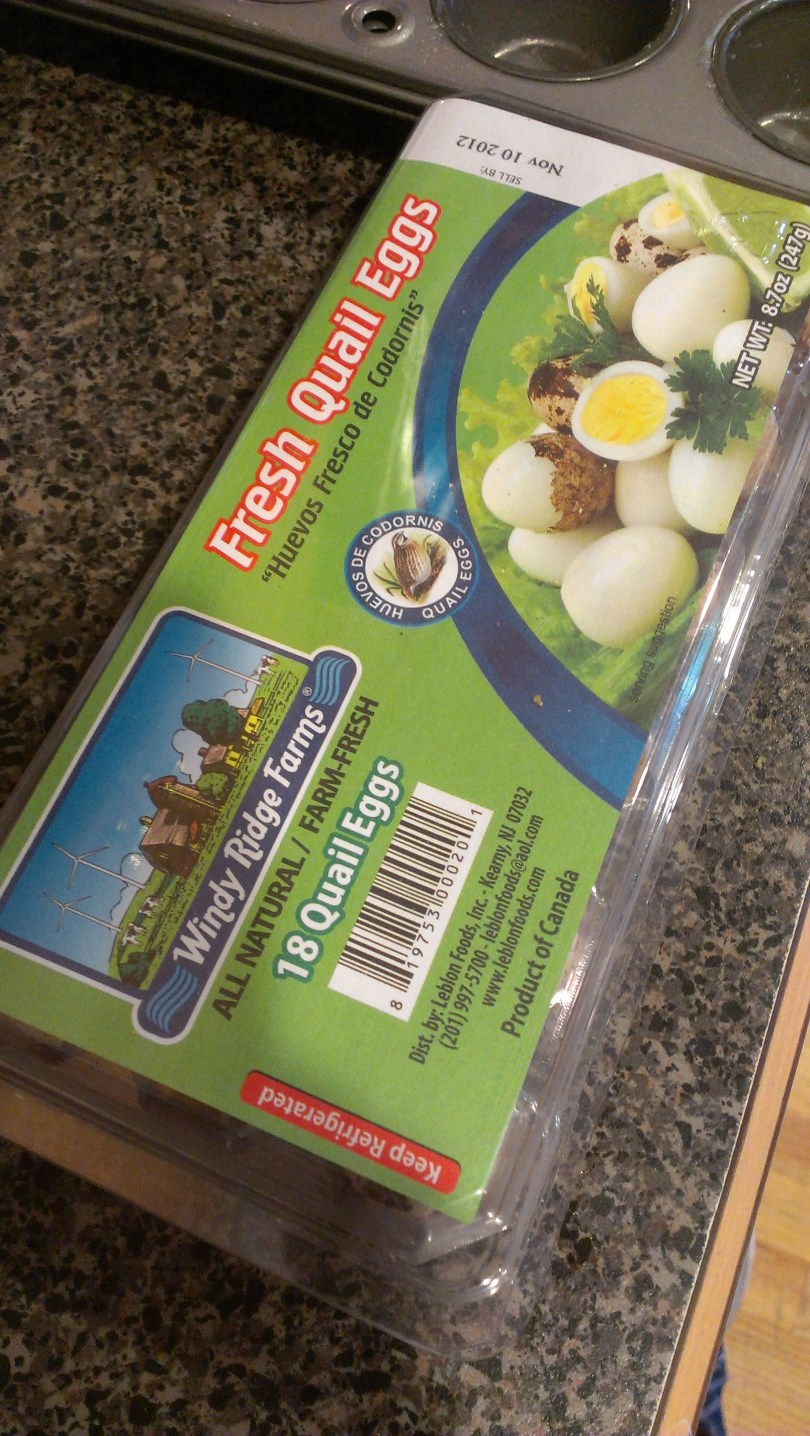 SELL BY:
Nov 10 2012
Fresh Quail Eggs
"Huevos Fresco de Codornis"
NET WT: 8.7oz (247g)
HUEVOS DE CODORNIS
QUAIL EGGS
serving suggestion
Windy Ridge Farms®
ALL NATURAL / FARM-FRESH
18 Quail Eggs
8 19753 00020 1
Dist. by: Leblon Foods, Inc. - Kearny, NJ 07032
(201) 997-5700 - leblonfoods@aol.com
www.leblonfoods.com
Product of Canada
Keep Refrigerated